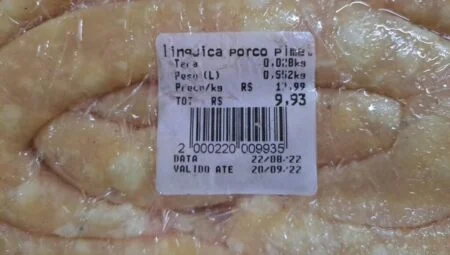 linguica porco pimet
Tara 0,008kg
Peso (L) 0,552kg
Preco/kg R$ 17,99
TOT R$ 9,93
2 000220 009935
DATA 22/08/22
VALIDO ATE 20/09/22